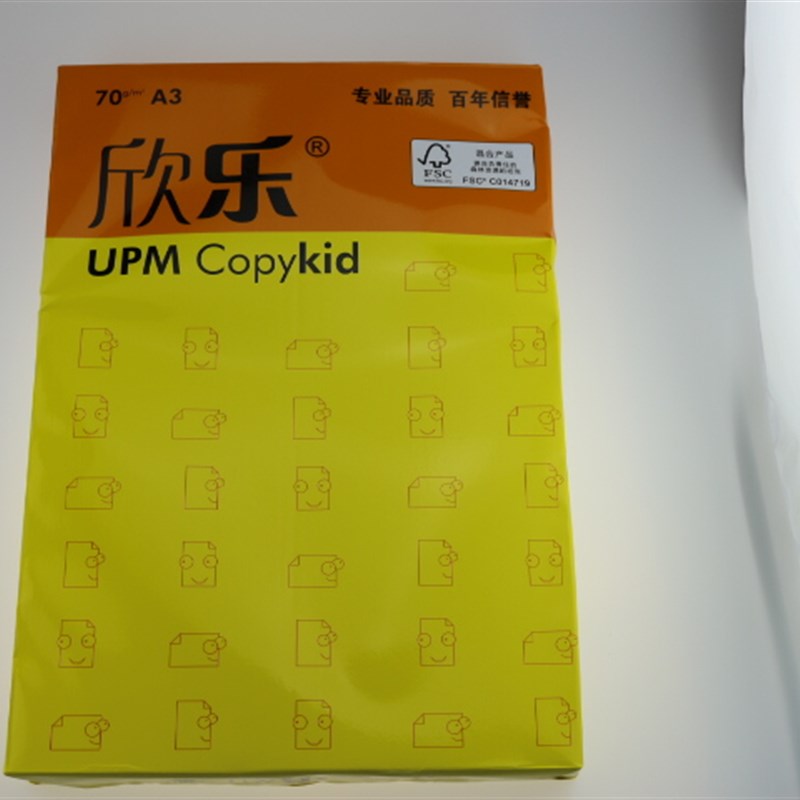 70g/m² A3
专业品质 百年信誉
欣乐®
FSC
混合产品
FSC® C014719
UPM Copykid